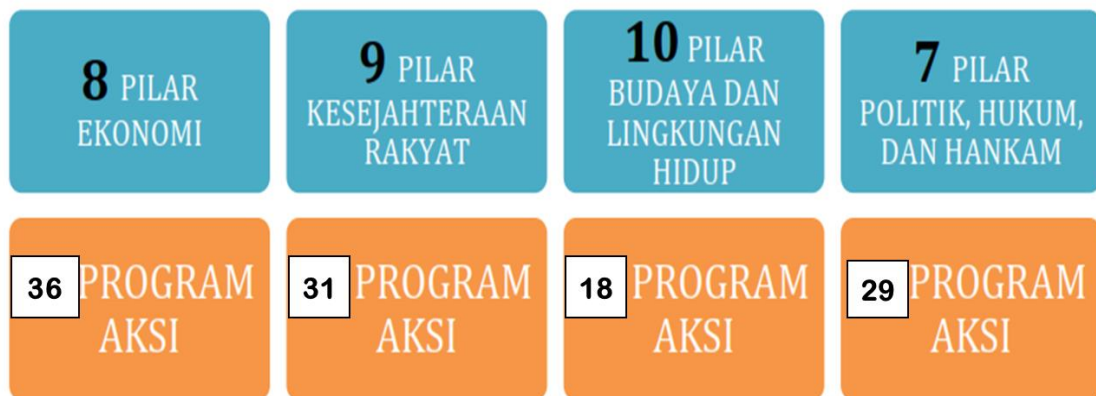 8 PILAR
EKONOMI
9 PILAR
KESEJAHTERAAN
RAKYAT
10 PILAR
BUDAYA DAN
LINGKUNGAN
HIDUP
7 PILAR
POLITIK, HUKUM,
DAN HANKAM
36 PROGRAM
AKSI
31 PROGRAM
AKSI
18 PROGRAM
AKSI
29 PROGRAM
AKSI